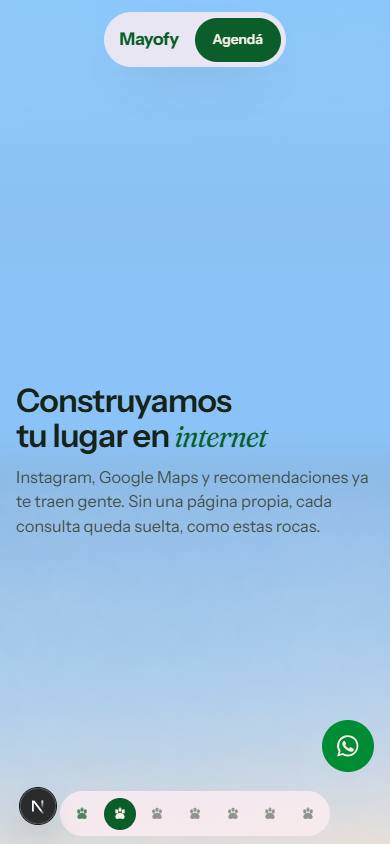 Mayofy
Agendá
Construyamos
tu lugar en internet
Instagram, Google Maps y recomendaciones ya
te traen gente. Sin una página propia, cada
consulta queda suelta, como estas rocas.
N